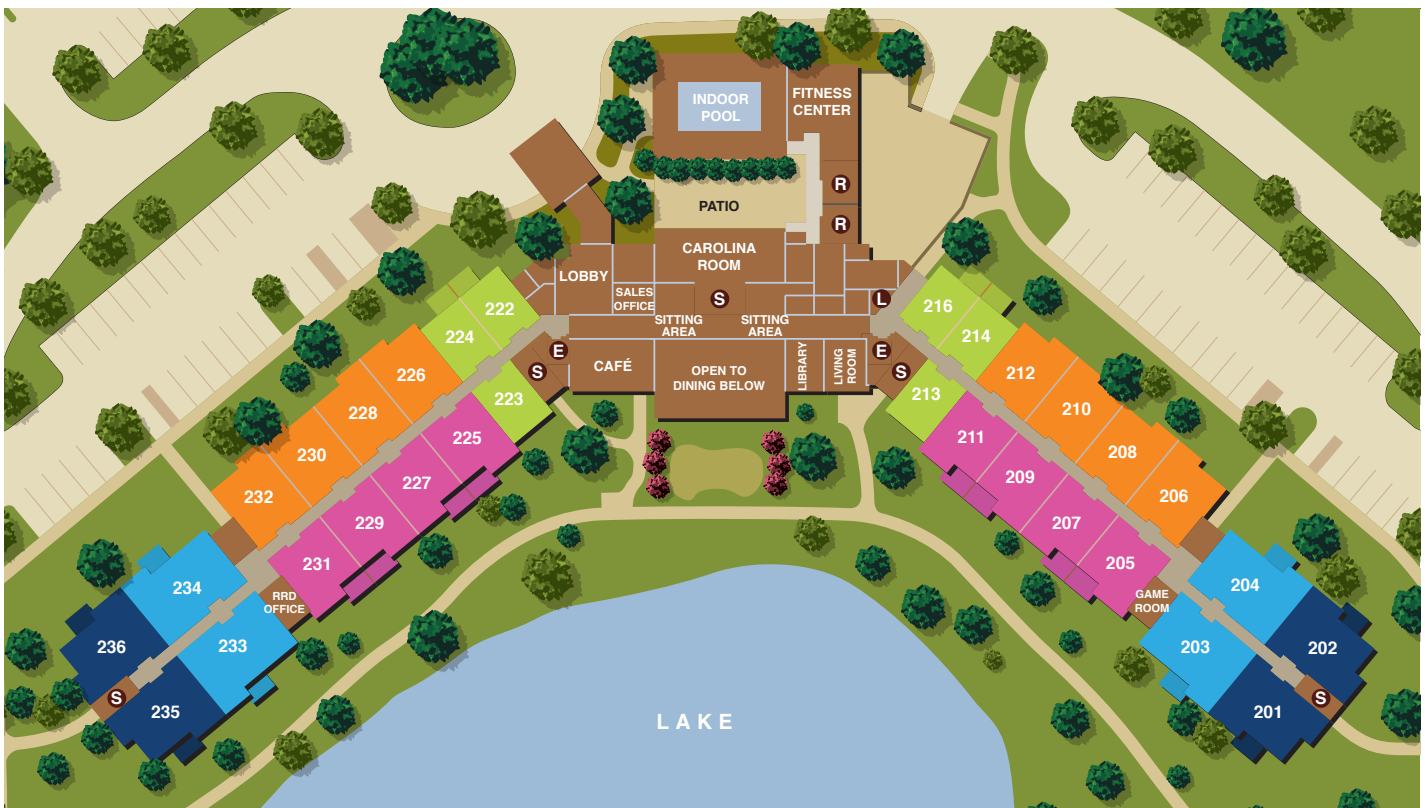 INDOOR
POOL
FITNESS
CENTER
R
PATIO
R
CAROLINA
ROOM
LOBBY
SALES
OFFICE
S
L
SITTING
AREA
SITTING
AREA
E
CAFÉ
OPEN TO
DINING BELOW
LIBRARY
LIVING
ROOM
E
S
S
222
224
223
226
225
228
227
230
229
232
231
RRD
OFFICE
234
233
236
235
S
216
214
213
212
211
210
209
208
207
206
205
GAME
ROOM
204
203
202
201
S
LAKE